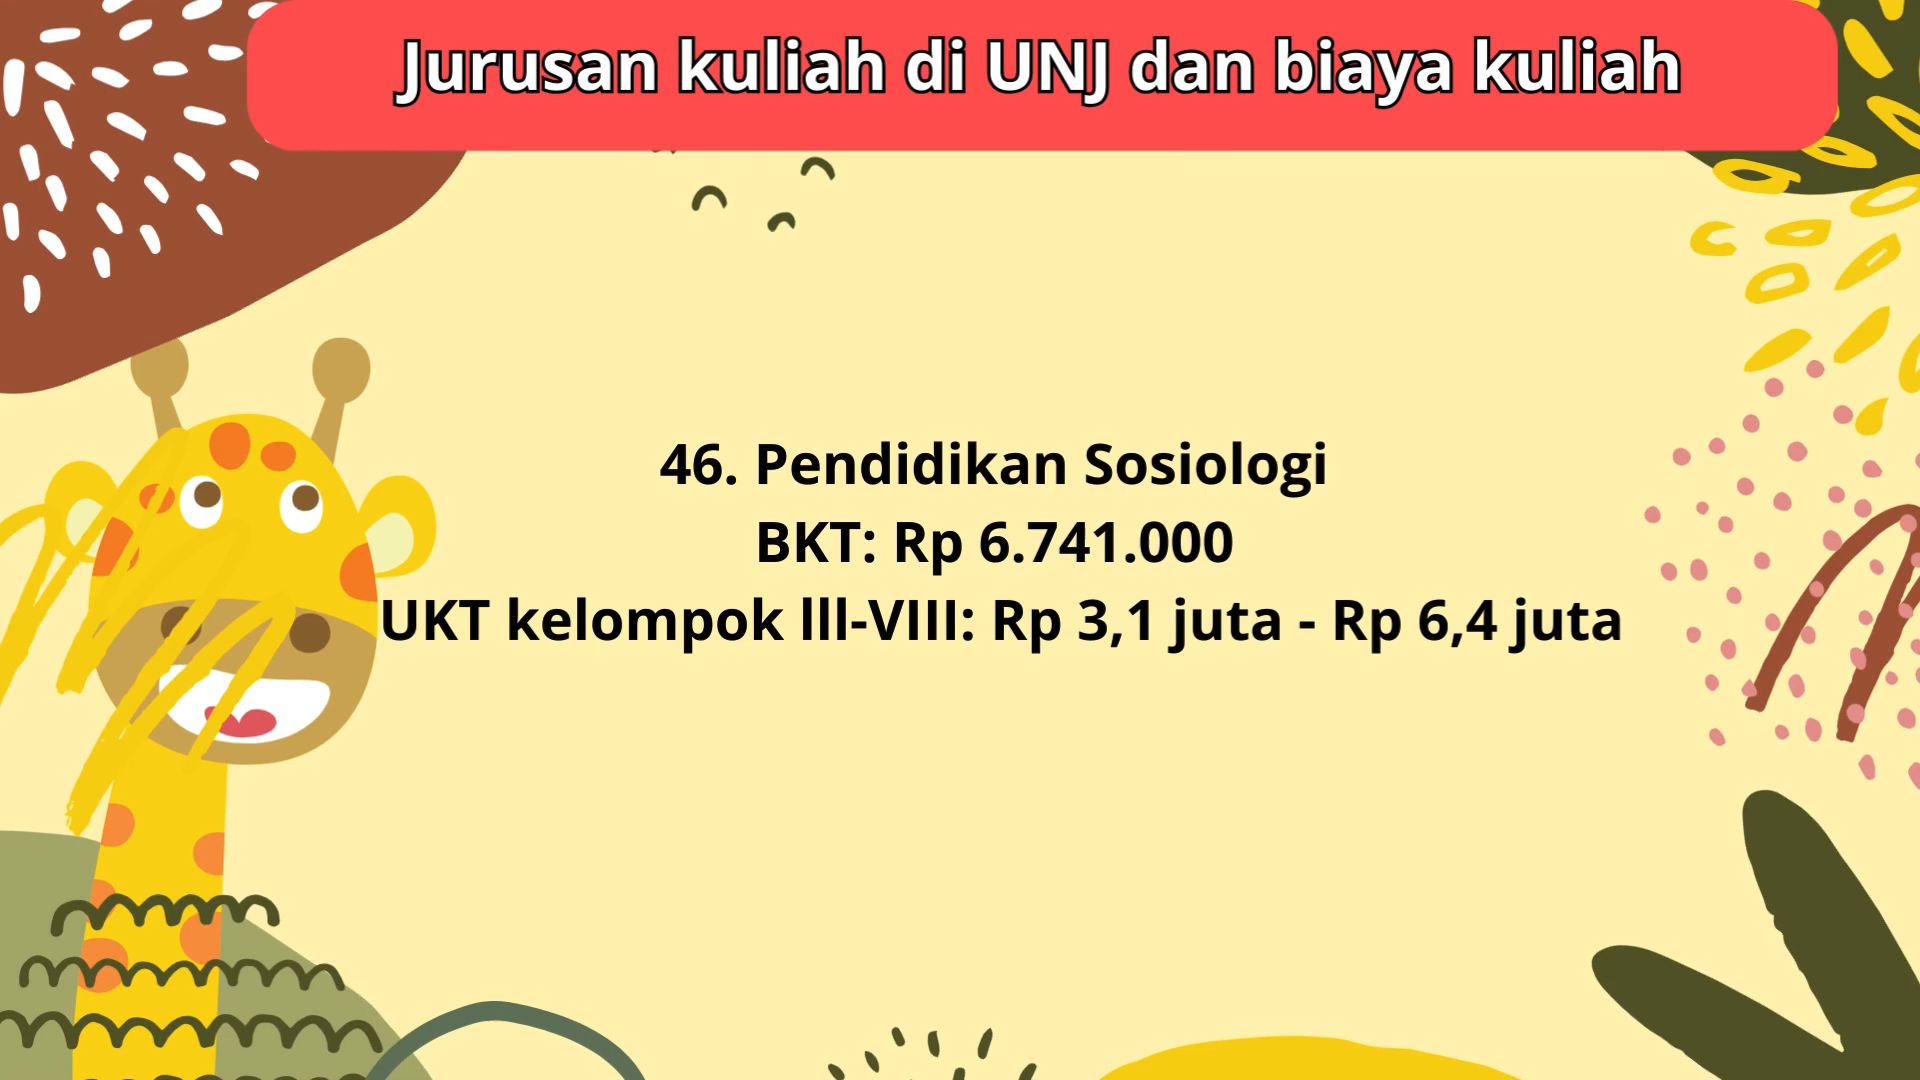 Jurusan kuliah di UNJ dan biaya kuliah
46. Pendidikan Sosiologi
BKT: Rp 6.741.000
UKT kelompok lll-VIII: Rp 3,1 juta - Rp 6,4 juta